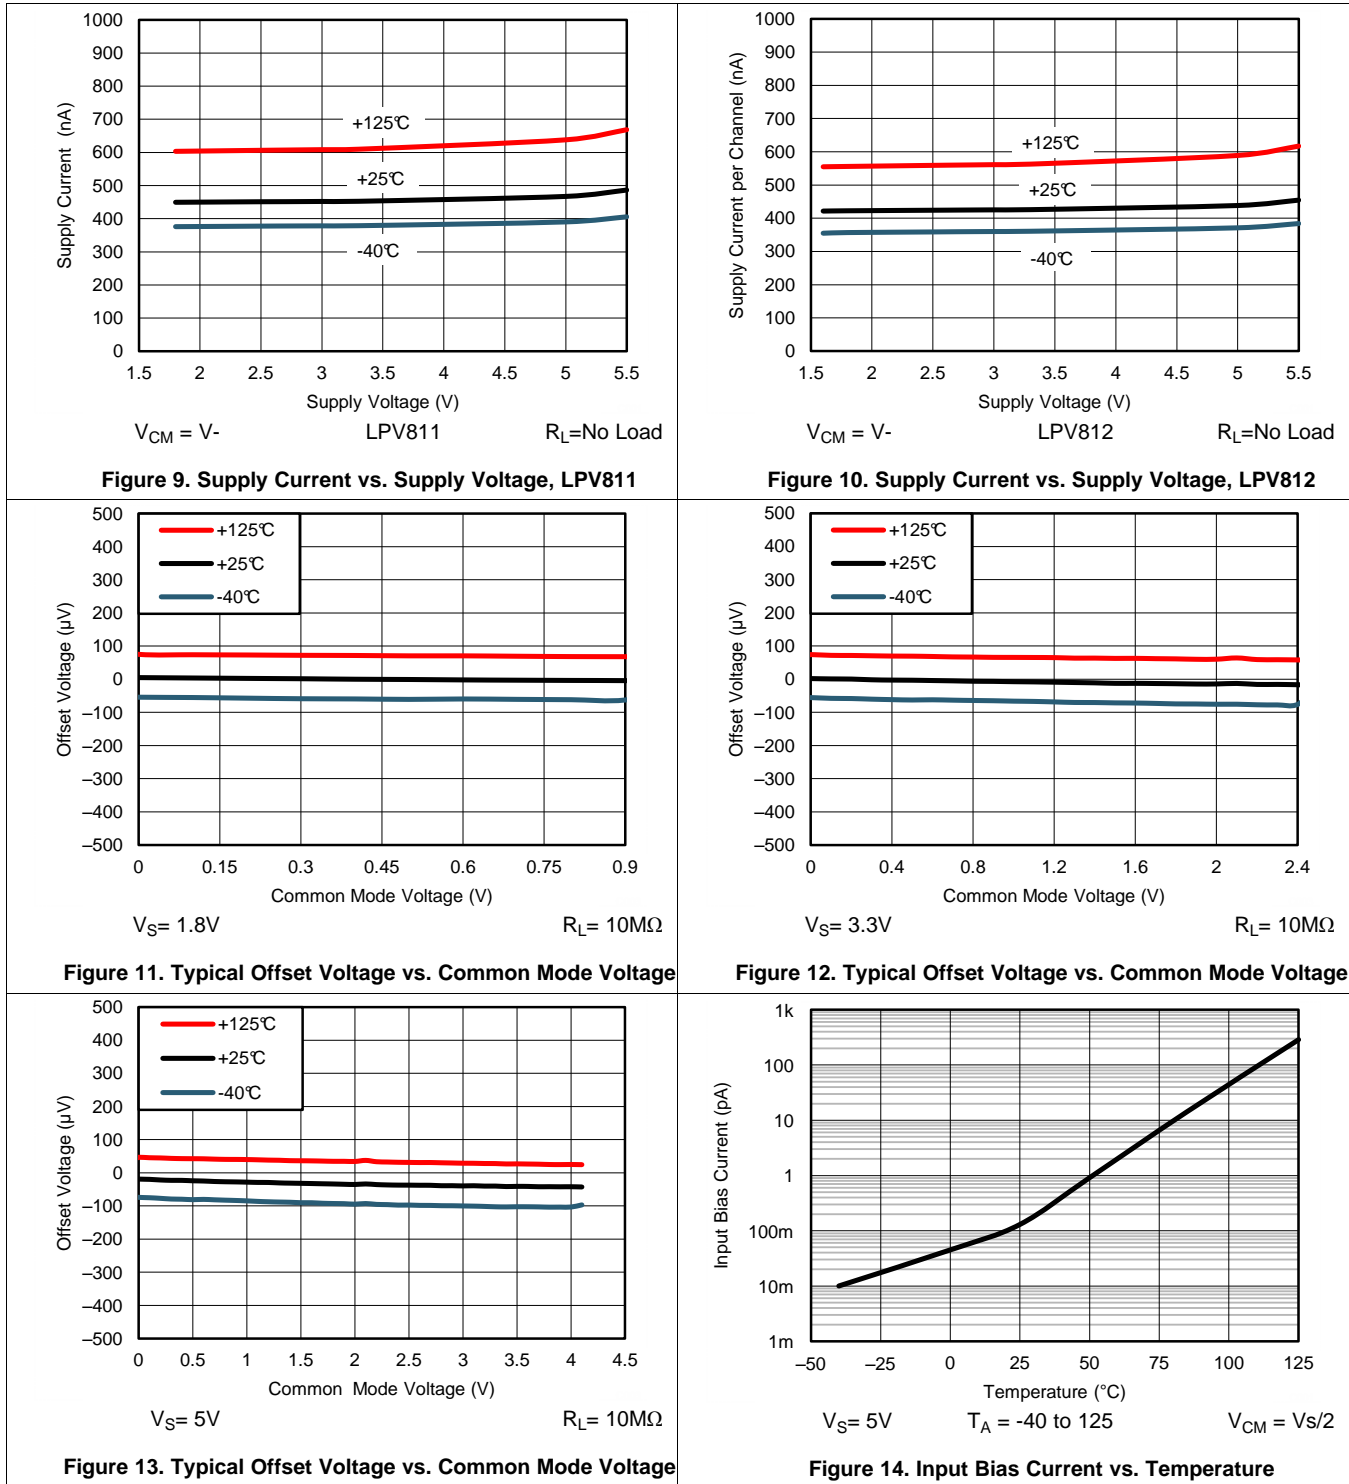 1000
900
800
700
600
500
400
300
200
100
0
Supply Current (nA)
+125°C
+25°C
-40°C
1.5 2 2.5 3 3.5 4 4.5 5 5.5
Supply Voltage (V)
VCM = V- LPV811 RL=No Load
Figure 9. Supply Current vs. Supply Voltage, LPV811
1000
900
800
700
600
500
400
300
200
100
0
Supply Current per Channel (nA)
+125°C
+25°C
-40°C
1.5 2 2.5 3 3.5 4 4.5 5 5.5
Supply Voltage (V)
VCM = V- LPV812 RL=No Load
Figure 10. Supply Current vs. Supply Voltage, LPV812
500
400
300
200
100
0
–100
–200
–300
–400
–500
Offset Voltage (µV)
+125°C
+25°C
-40°C
0 0.15 0.3 0.45 0.6 0.75 0.9
Common Mode Voltage (V)
VS= 1.8V RL= 10MΩ
Figure 11. Typical Offset Voltage vs. Common Mode Voltage
500
400
300
200
100
0
–100
–200
–300
–400
–500
Offset Voltage (µV)
+125°C
+25°C
-40°C
0 0.4 0.8 1.2 1.6 2 2.4
Common Mode Voltage (V)
VS= 3.3V RL= 10MΩ
Figure 12. Typical Offset Voltage vs. Common Mode Voltage
500
400
300
200
100
0
–100
–200
–300
–400
–500
Offset Voltage (µV)
+125°C
+25°C
-40°C
0 0.5 1 1.5 2 2.5 3 3.5 4 4.5
Common Mode Voltage (V)
VS= 5V RL= 10MΩ
Figure 13. Typical Offset Voltage vs. Common Mode Voltage
1k
100
10
1
100m
10m
1m
Input Bias Current (pA)
–50 –25 0 25 50 75 100 125
Temperature (°C)
VS= 5V TA = -40 to 125 VCM = Vs/2
Figure 14. Input Bias Current vs. Temperature